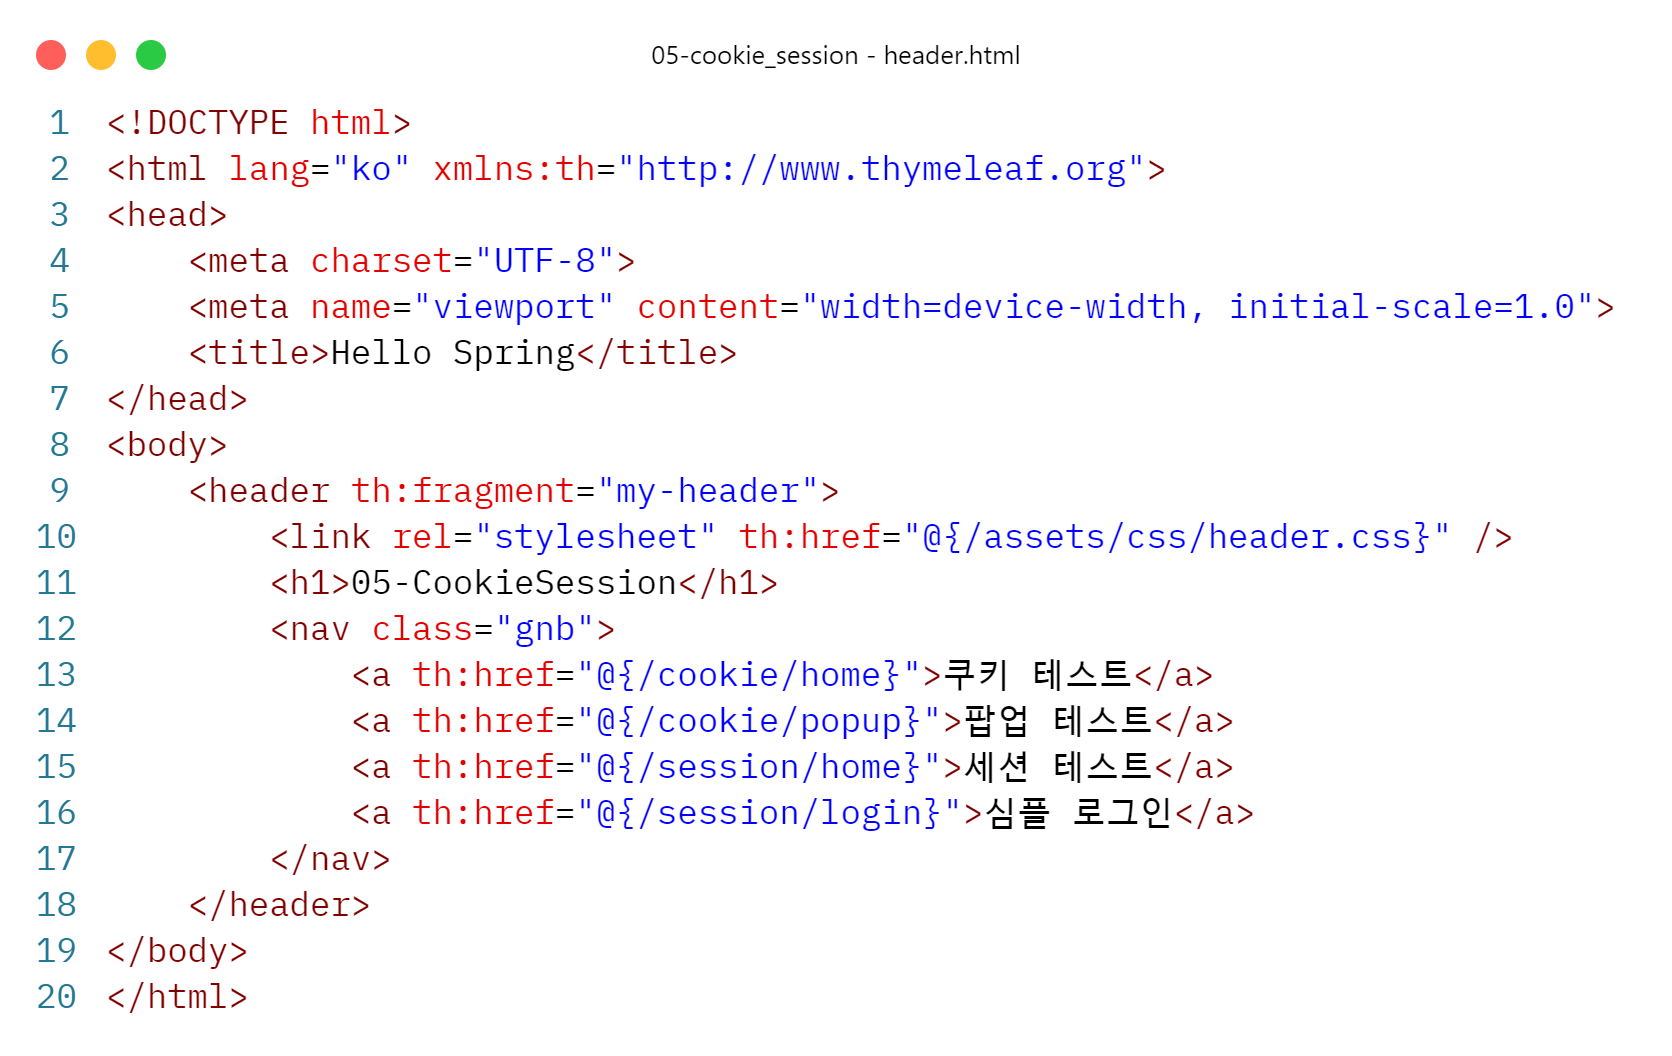 05-cookie_session - header.html
1 <!DOCTYPE html>
2 <html lang="ko" xmlns:th="http://www.thymeleaf.org">
3 <head>
4     <meta charset="UTF-8">
5     <meta name="viewport" content="width=device-width, initial-scale=1.0">
6     <title>Hello Spring</title>
7 </head>
8 <body>
9     <header th:fragment="my-header">
10         <link rel="stylesheet" th:href="@{/assets/css/header.css}" />
11         <h1>05-CookieSession</h1>
12         <nav class="gnb">
13             <a th:href="@{/cookie/home}">쿠키 테스트</a>
14             <a th:href="@{/cookie/popup}">팝업 테스트</a>
15             <a th:href="@{/session/home}">세션 테스트</a>
16             <a th:href="@{/session/login}">심플 로그인</a>
17         </nav>
18     </header>
19 </body>
20 </html>